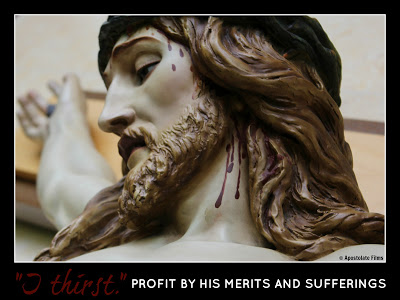 © Apostolate Films
"I thirst." PROFIT BY HIS MERITS AND SUFFERINGS